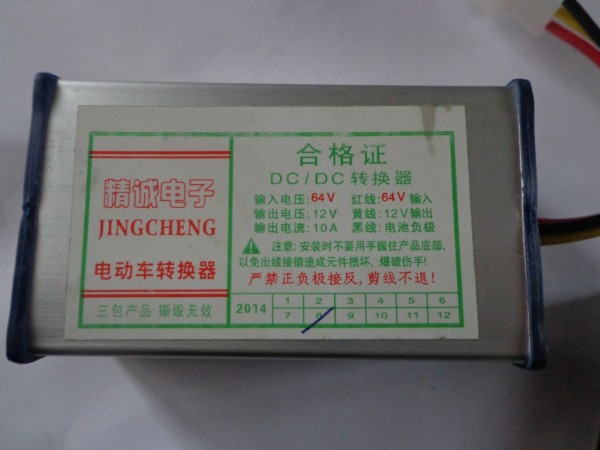 精诚电子
JINGCHENG
电动车转换器
三包产品 撕毁无效
合格证
DC/DC转换器
输入电压:64V 红线:64V输入
输出电压:12V 黄线:12V输出
输出电流:10A 黑线:电池负极
注意:安装时不要用手握住产品底部,
以免出线接错造成元件损坏、爆破伤手!
严禁正负极接反,剪线不退!
2014
1 2 3 4 5 6
7 8 9 10 11 12